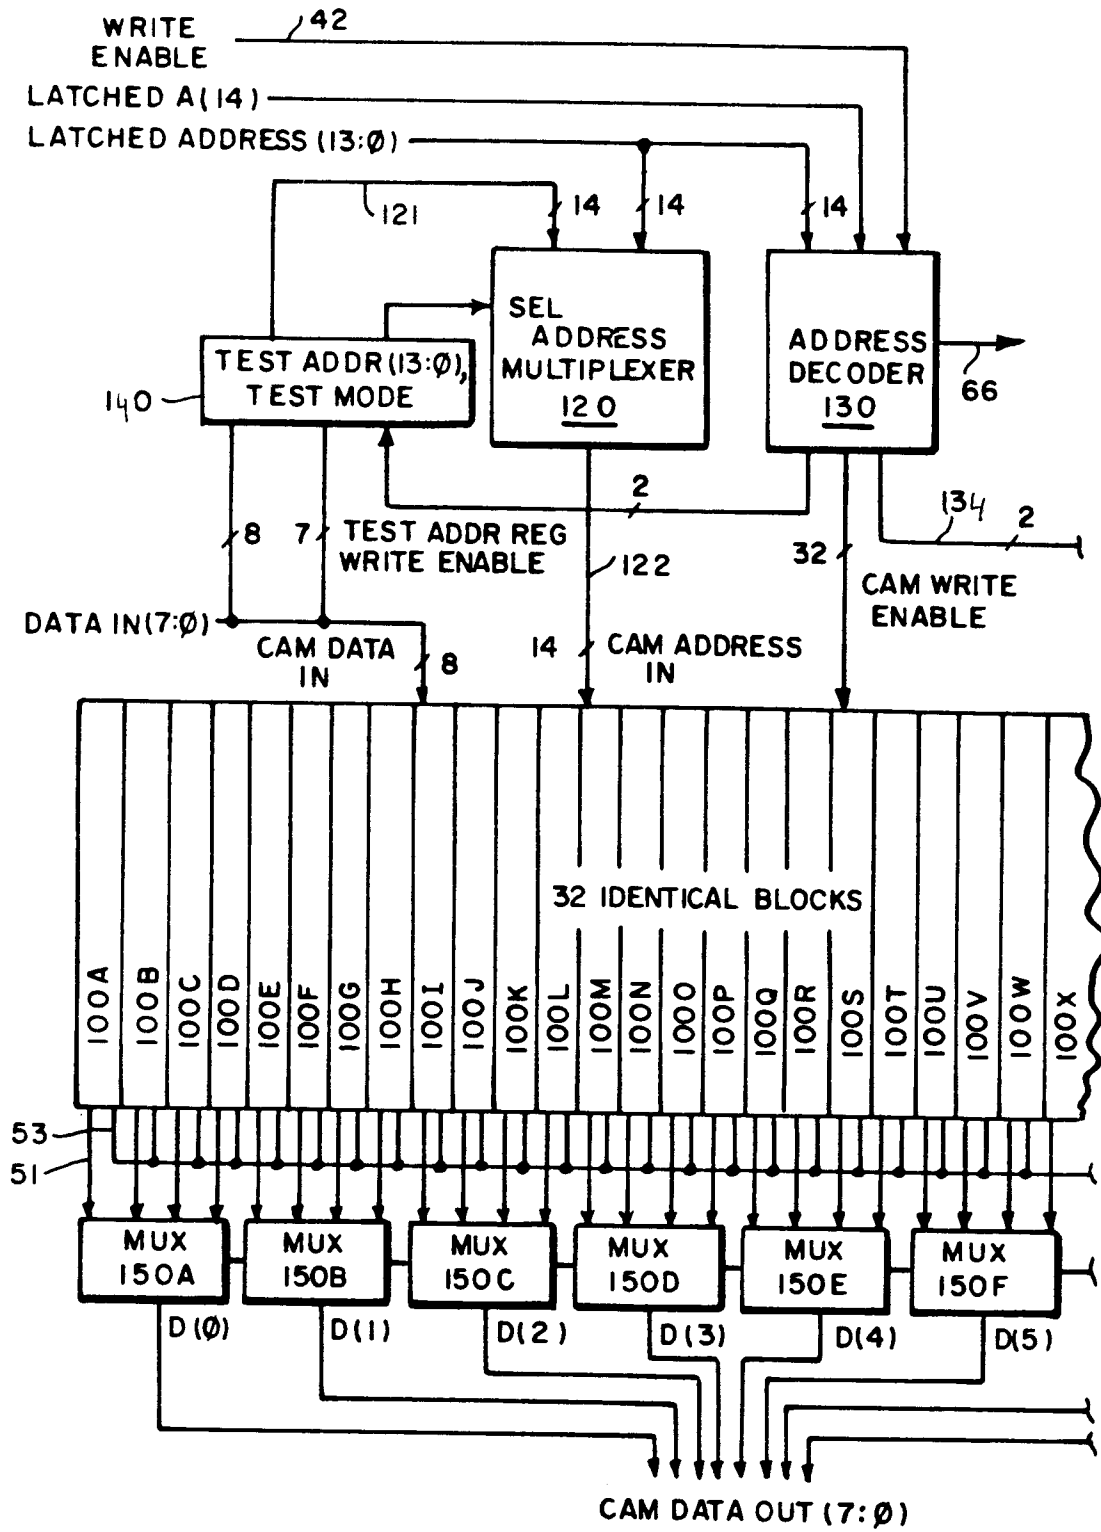 WRITE
ENABLE
42
LATCHED A(14)
LATCHED ADDRESS (13:Ø)
121
14
14
14
SEL
ADDRESS
MULTIPLEXER
120
ADDRESS
DECODER
130
66
TEST ADDR (13:Ø),
TEST MODE
140
2
134
2
8
7
TEST ADDR REG
WRITE ENABLE
122
32
CAM WRITE
ENABLE
DATA IN (7:Ø)
CAM DATA
IN
8
14
CAM ADDRESS
IN
32 IDENTICAL BLOCKS
100A
100B
100C
100D
100E
100F
100G
100H
100I
100J
100K
100L
100M
100N
100O
100P
100Q
100R
100S
100T
100U
100V
100W
100X
53
51
MUX
150A
MUX
150B
MUX
150C
MUX
150D
MUX
150E
MUX
150F
D(Ø)
D(1)
D(2)
D(3)
D(4)
D(5)
CAM DATA OUT (7:Ø)